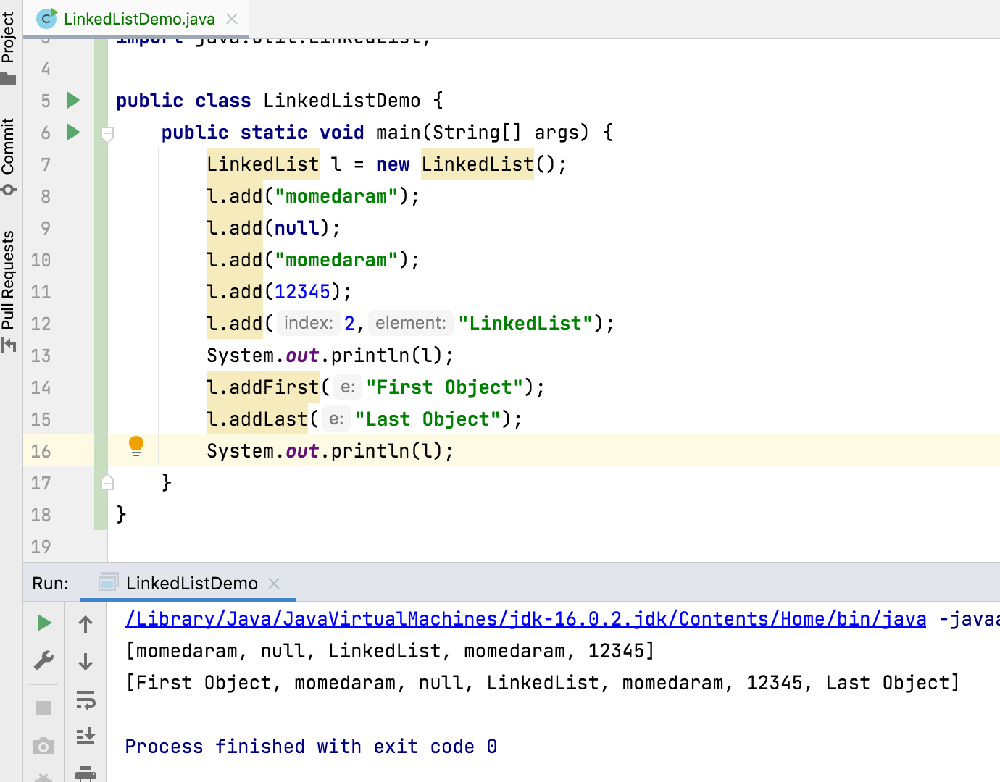 Project
Commit
Pull Requests
LinkedListDemo.java
3 import java.util.LinkedList;
4
5 public class LinkedListDemo {
6 public static void main(String[] args) {
7 LinkedList l = new LinkedList();
8 l.add("momedaram");
9 l.add(null);
10 l.add("momedaram");
11 l.add(12345);
12 l.add( index: 2, element: "LinkedList");
13 System.out.println(l);
14 l.addFirst( e: "First Object");
15 l.addLast( e: "Last Object");
16 System.out.println(l);
17 }
18 }
19
Run: LinkedListDemo
/Library/Java/JavaVirtualMachines/jdk-16.0.2.jdk/Contents/Home/bin/java -java
[momedaram, null, LinkedList, momedaram, 12345]
[First Object, momedaram, null, LinkedList, momedaram, 12345, Last Object]
Process finished with exit code 0